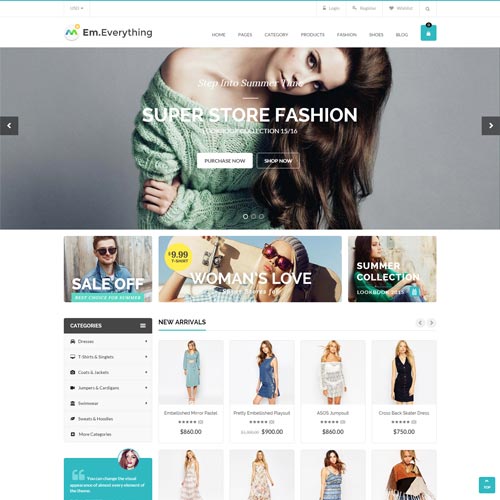 USD
Login
Register
Wishlist
Em.Everything
HOME PAGES CATEGORY PRODUCTS FASHION SHOES BLOG
0
Step Into Summer Time
SUPER STORE FASHION
LOOKBOOK COLLECTION 15/16
PURCHASE NOW
SHOP NOW
SALE OFF
BEST CHOICE FOR SUMMER
$9.99
T-SHIRT
WOMAN'S LOVE
SUMMER
COLLECTION
LOOKBOOK 2015
CATEGORIES
Dresses
T-Shirts & Singlets
Coats & Jackets
Jumpers & Cardigans
Swimwear
Sweats & Hoodies
More Categories
NEW ARRIVALS
Embellished Mirror Pastel
(0)
$860.00
Pretty Embellished Playsuit
(0)
$900.00
ASOS Jumpsuit
(0)
$860.00
Cross Back Skater Dress
(0)
$750.00
You can change the visual
appearance of almost every element of
the theme.
TOP